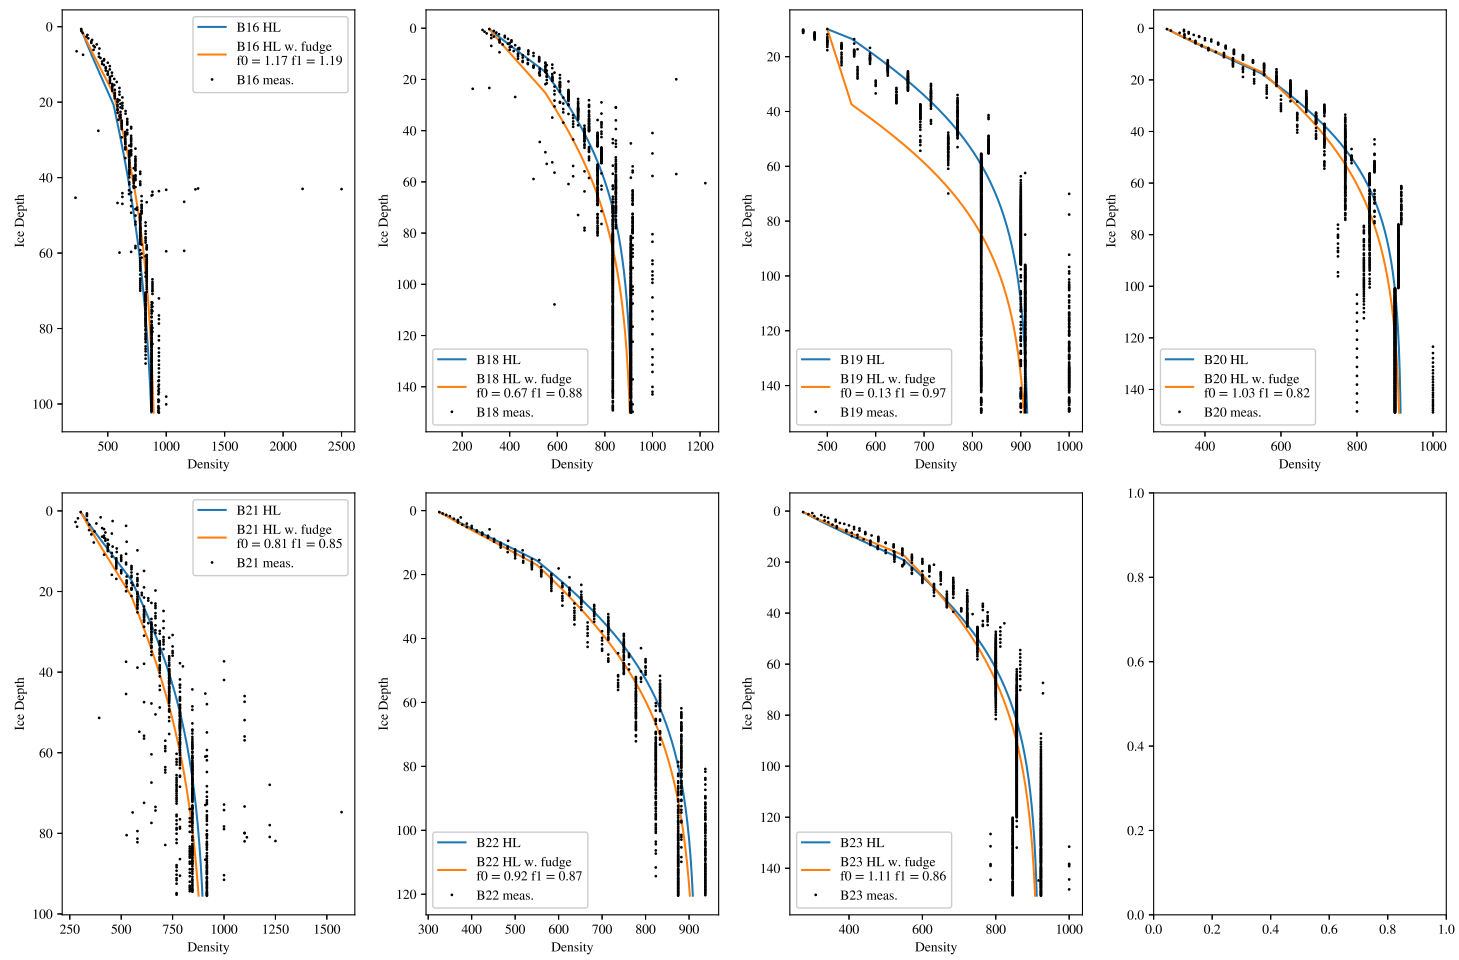 0
20
40
60
80
100
500
1000
1500
2000
2500
Ice Depth
Density
B16 HL
B16 HL w. fudge
f0 = 1.17 f1 = 1.19
B16 meas.
0
20
40
60
80
100
120
140
200
400
600
800
1000
1200
Ice Depth
Density
B18 HL
B18 HL w. fudge
f0 = 0.67 f1 = 0.88
B18 meas.
20
40
60
80
100
120
140
500
600
700
800
900
1000
Ice Depth
Density
B19 HL
B19 HL w. fudge
f0 = 0.13 f1 = 0.97
B19 meas.
0
20
40
60
80
100
120
140
400
600
800
1000
Ice Depth
Density
B20 HL
B20 HL w. fudge
f0 = 1.03 f1 = 0.82
B20 meas.
0
20
40
60
80
100
250
500
750
1000
1250
1500
Ice Depth
Density
B21 HL
B21 HL w. fudge
f0 = 0.81 f1 = 0.85
B21 meas.
0
20
40
60
80
100
120
300
400
500
600
700
800
900
Ice Depth
Density
B22 HL
B22 HL w. fudge
f0 = 0.92 f1 = 0.87
B22 meas.
0
20
40
60
80
100
120
140
400
600
800
1000
Ice Depth
Density
B23 HL
B23 HL w. fudge
f0 = 1.11 f1 = 0.86
B23 meas.
1.0
0.8
0.6
0.4
0.2
0.0
0.0
0.2
0.4
0.6
0.8
1.0